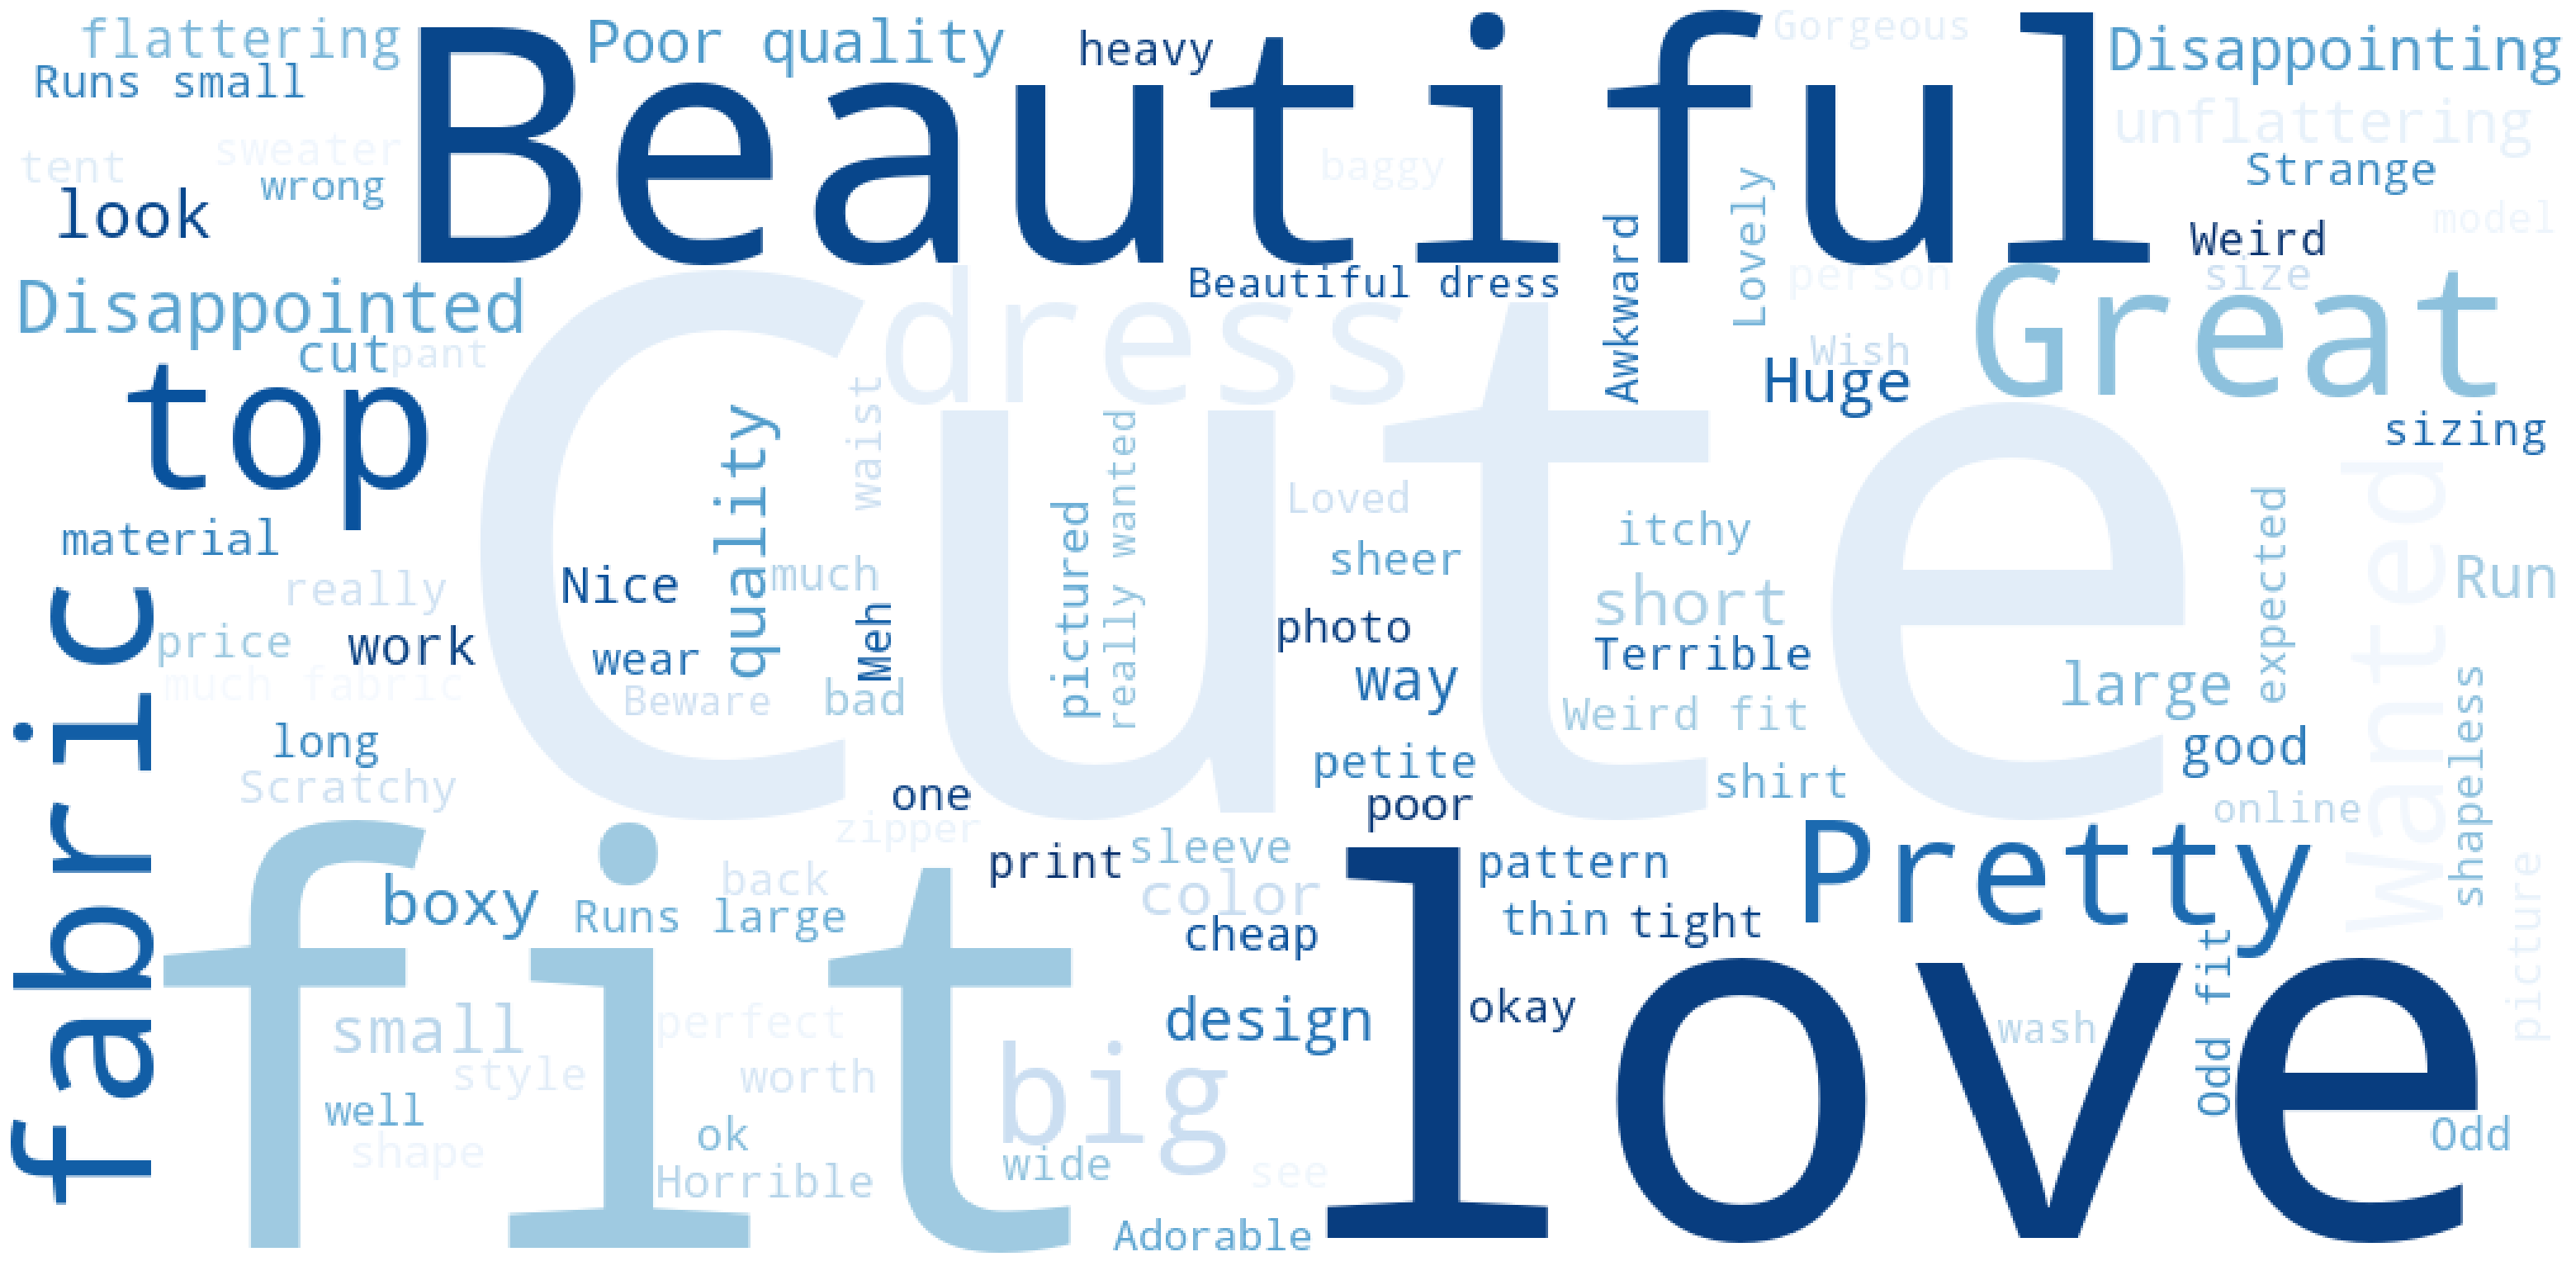 flattering
Poor quality
heavy
Beautiful
Gorgeous
Disappointing
Runs small
sweater
tent
wrong
look
baggy
unflattering
Strange
model
Weird
Lovely
Awkward
person
size
Disappointed
Beautiful dress
dress
Great
cut
pant
Wish
Huge
top
waist
quality
really wanted
pictured
Cute
sizing
Wanted
material
Loved
sheer
itchy
expected
Run
really
Nice
much
short
price
work
wear
Meh
photo
Terrible
much fabric
Beware
bad
way
Weird fit
large
shapeless
fabric
long
good
Scratchy
one
petite
poor
shirt
online
zipper
print
sleeve
pattern
Pretty
boxy
Runs large
back
color
cheap
thin
tight
picture
fit
love
Odd fit
small
perfect
design
okay
wash
style
worth
big
well
ok
shape
Horrible
wide
see
Odd
Adorable